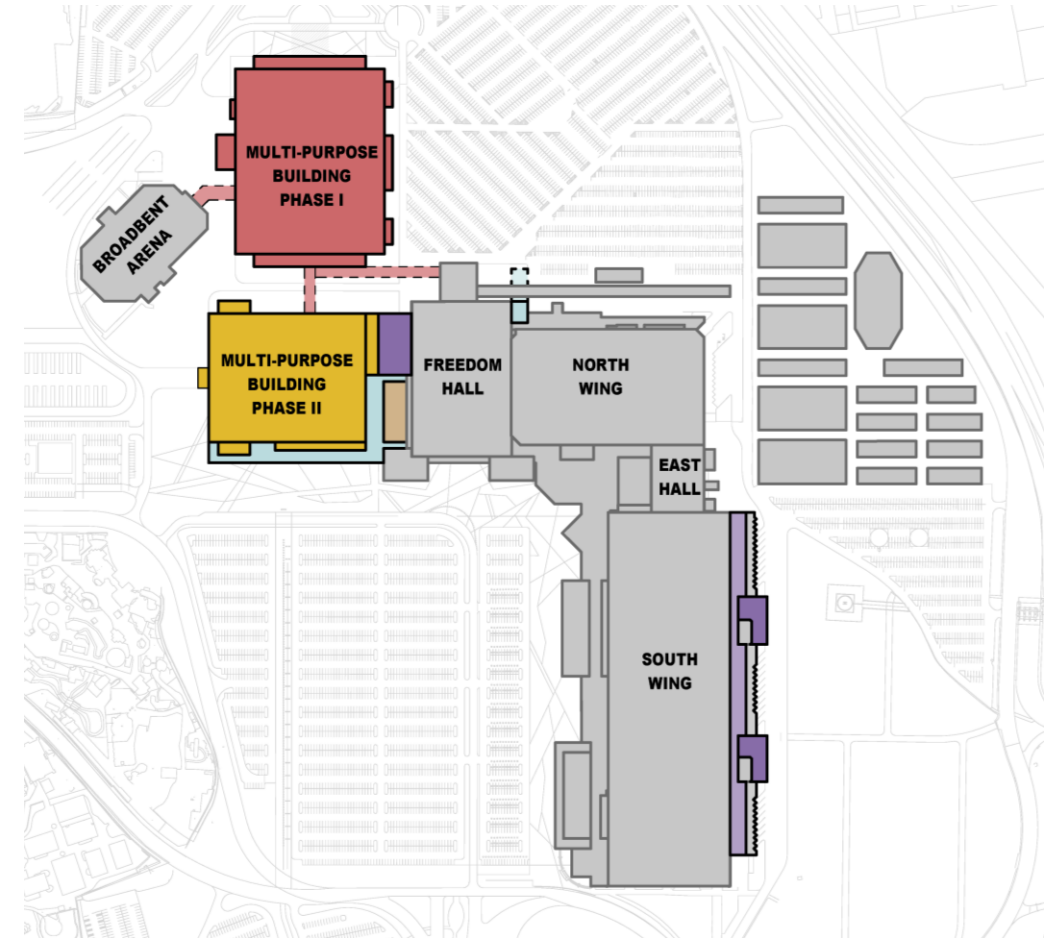 MULTI-PURPOSE
BUILDING
PHASE I
BROADBENT
ARENA
MULTI-PURPOSE
BUILDING
PHASE II
FREEDOM
HALL
NORTH
WING
EAST
HALL
SOUTH
WING